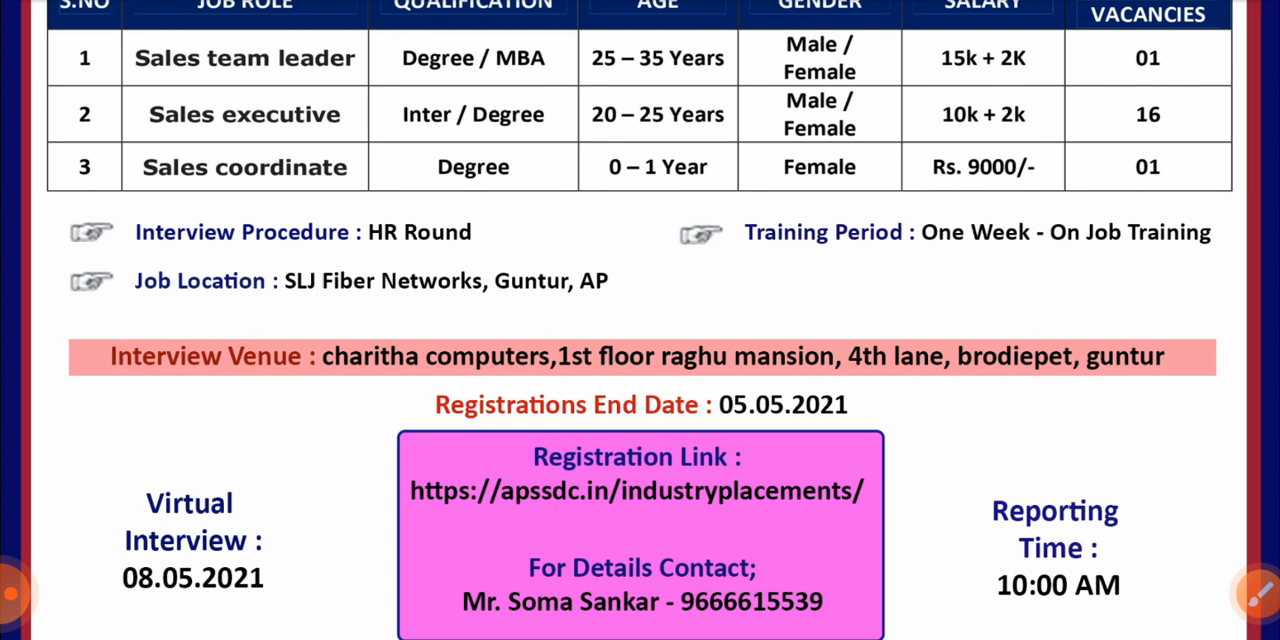 S.NO JOB ROLE QUALIFICATION AGE GENDER SALARY VACANCIES
1 Sales team leader Degree / MBA 25 – 35 Years Male / Female 15k + 2K 01
2 Sales executive Inter / Degree 20 – 25 Years Male / Female 10k + 2k 16
3 Sales coordinate Degree 0 – 1 Year Female Rs. 9000/- 01
Interview Procedure : HR Round
Training Period : One Week - On Job Training
Job Location : SLJ Fiber Networks, Guntur, AP
Interview Venue : charitha computers,1st floor raghu mansion, 4th lane, brodiepet, guntur
Registrations End Date : 05.05.2021
Virtual
Interview :
08.05.2021
Registration Link :
https://apssdc.in/industryplacements/
For Details Contact;
Mr. Soma Sankar - 9666615539
Reporting
Time :
10:00 AM